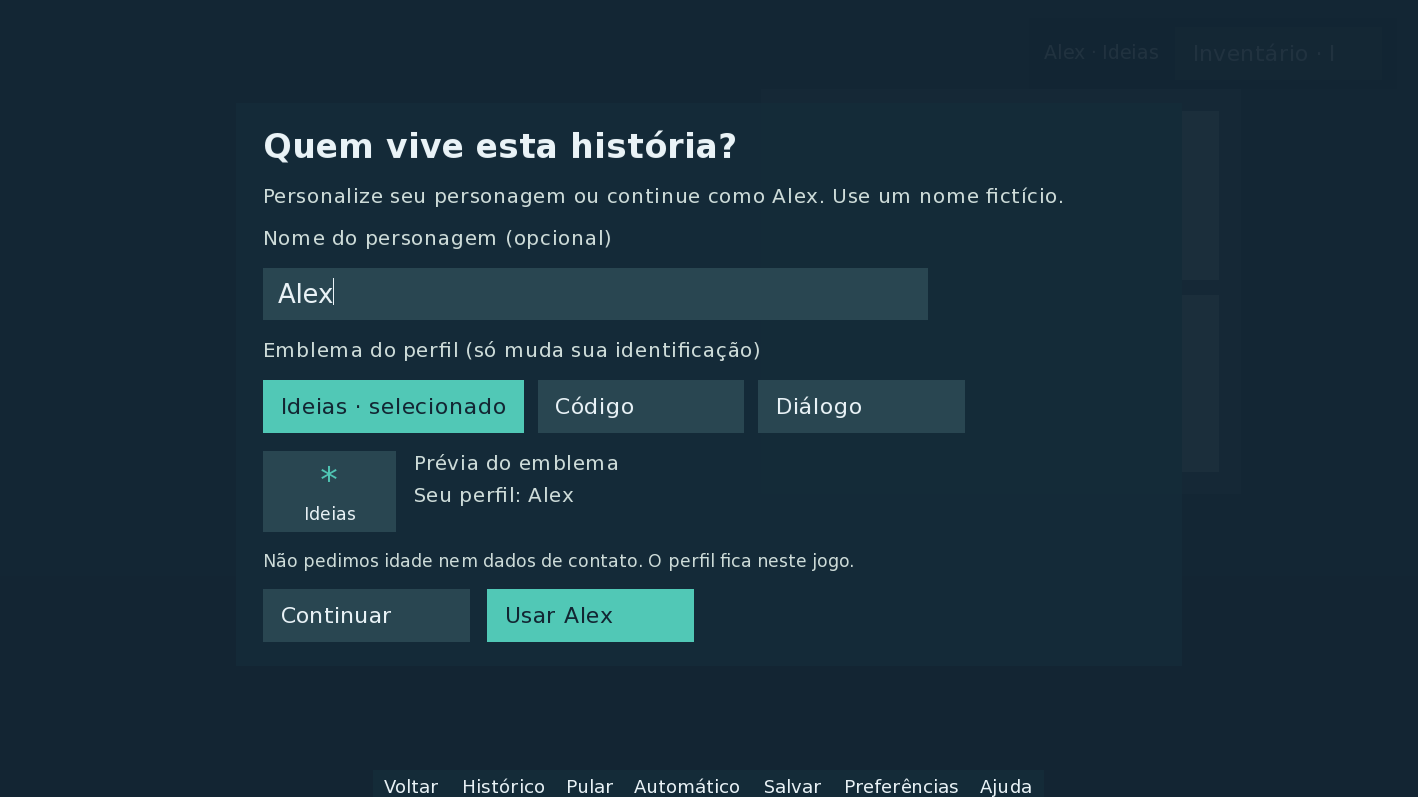 Alex · Ideias
Inventário · I
Quem vive esta história?
Personalize seu personagem ou continue como Alex. Use um nome fictício.
Nome do personagem (opcional)
Alex
Emblema do perfil (só muda sua identificação)
Ideias · selecionado
Código
Diálogo
*
Ideias
Prévia do emblema
Seu perfil: Alex
Não pedimos idade nem dados de contato. O perfil fica neste jogo.
Continuar
Usar Alex
Voltar Histórico Pular Automático Salvar Preferências Ajuda